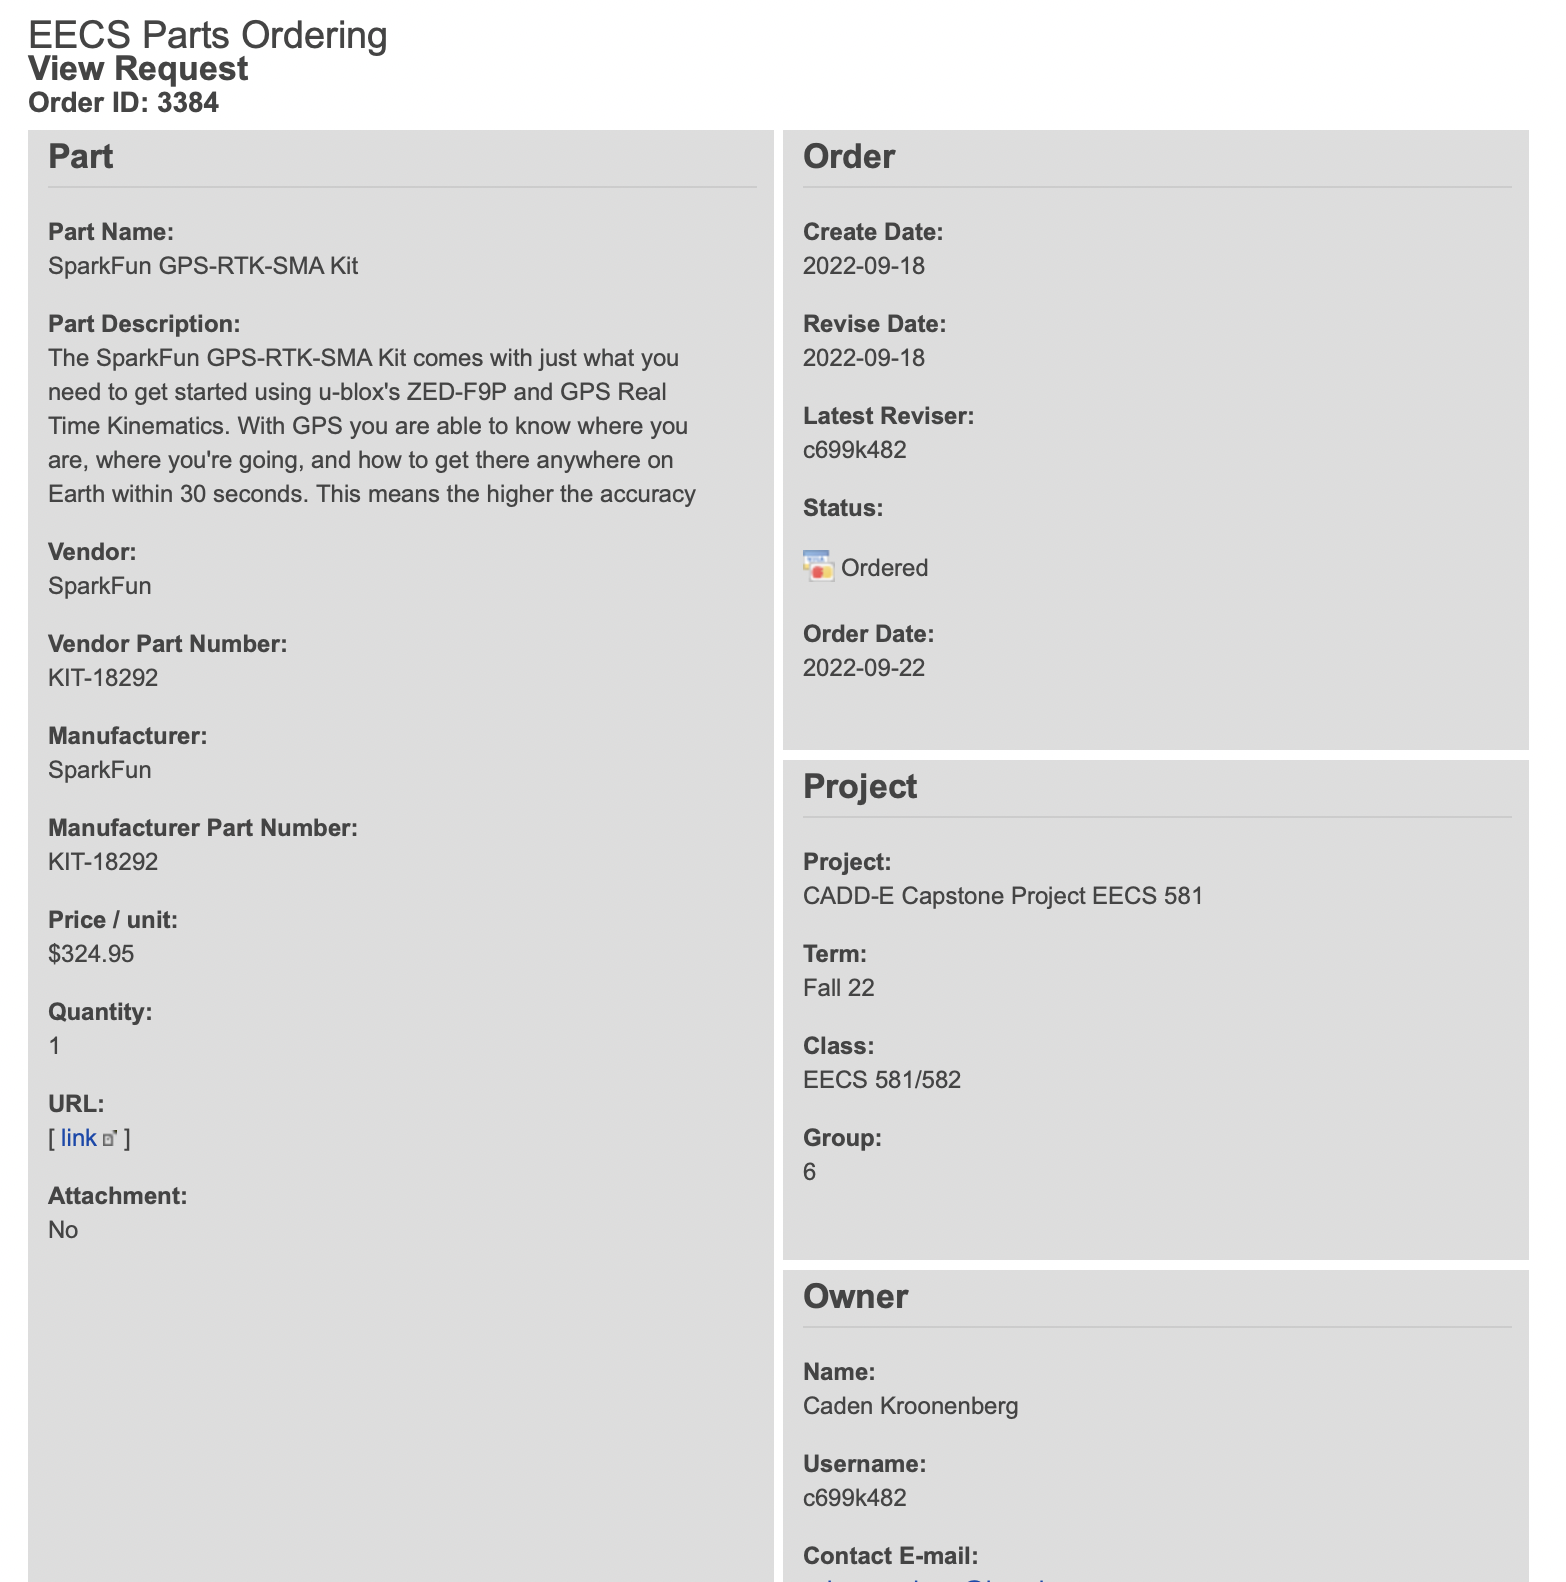 EECS Parts Ordering
View Request
Order ID: 3384
Part
Part Name:
SparkFun GPS-RTK-SMA Kit
Part Description:
The SparkFun GPS-RTK-SMA Kit comes with just what you
need to get started using u-blox's ZED-F9P and GPS Real
Time Kinematics. With GPS you are able to know where you
are, where you're going, and how to get there anywhere on
Earth within 30 seconds. This means the higher the accuracy
Vendor:
SparkFun
Vendor Part Number:
KIT-18292
Manufacturer:
SparkFun
Manufacturer Part Number:
KIT-18292
Price / unit:
$324.95
Quantity:
1
URL:
[ link ]
Attachment:
No
Order
Create Date:
2022-09-18
Revise Date:
2022-09-18
Latest Reviser:
c699k482
Status:
Ordered
Order Date:
2022-09-22
Project
Project:
CADD-E Capstone Project EECS 581
Term:
Fall 22
Class:
EECS 581/582
Group:
6
Owner
Name:
Caden Kroonenberg
Username:
c699k482
Contact E-mail: